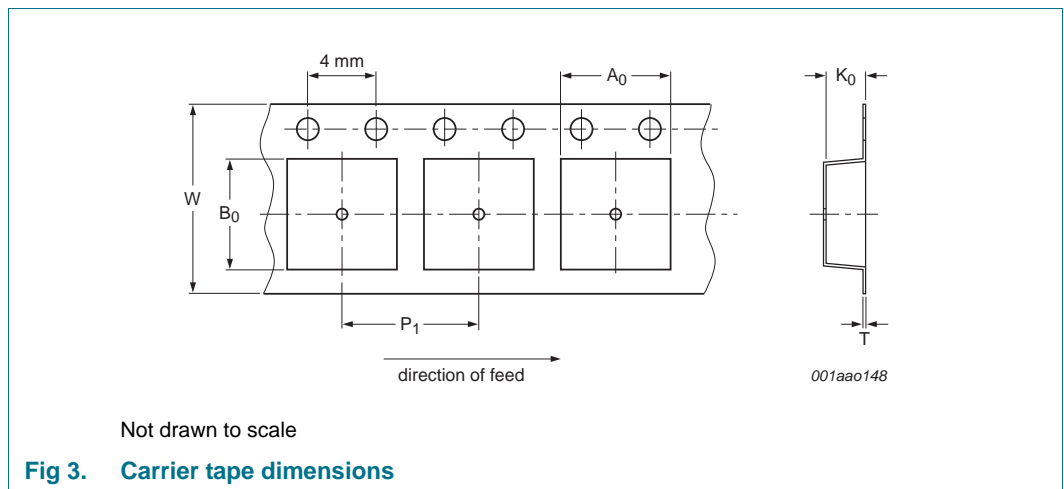 4 mm
A0
K0
W
B0
P1
T
direction of feed
001aao148
Not drawn to scale
Fig 3. Carrier tape dimensions